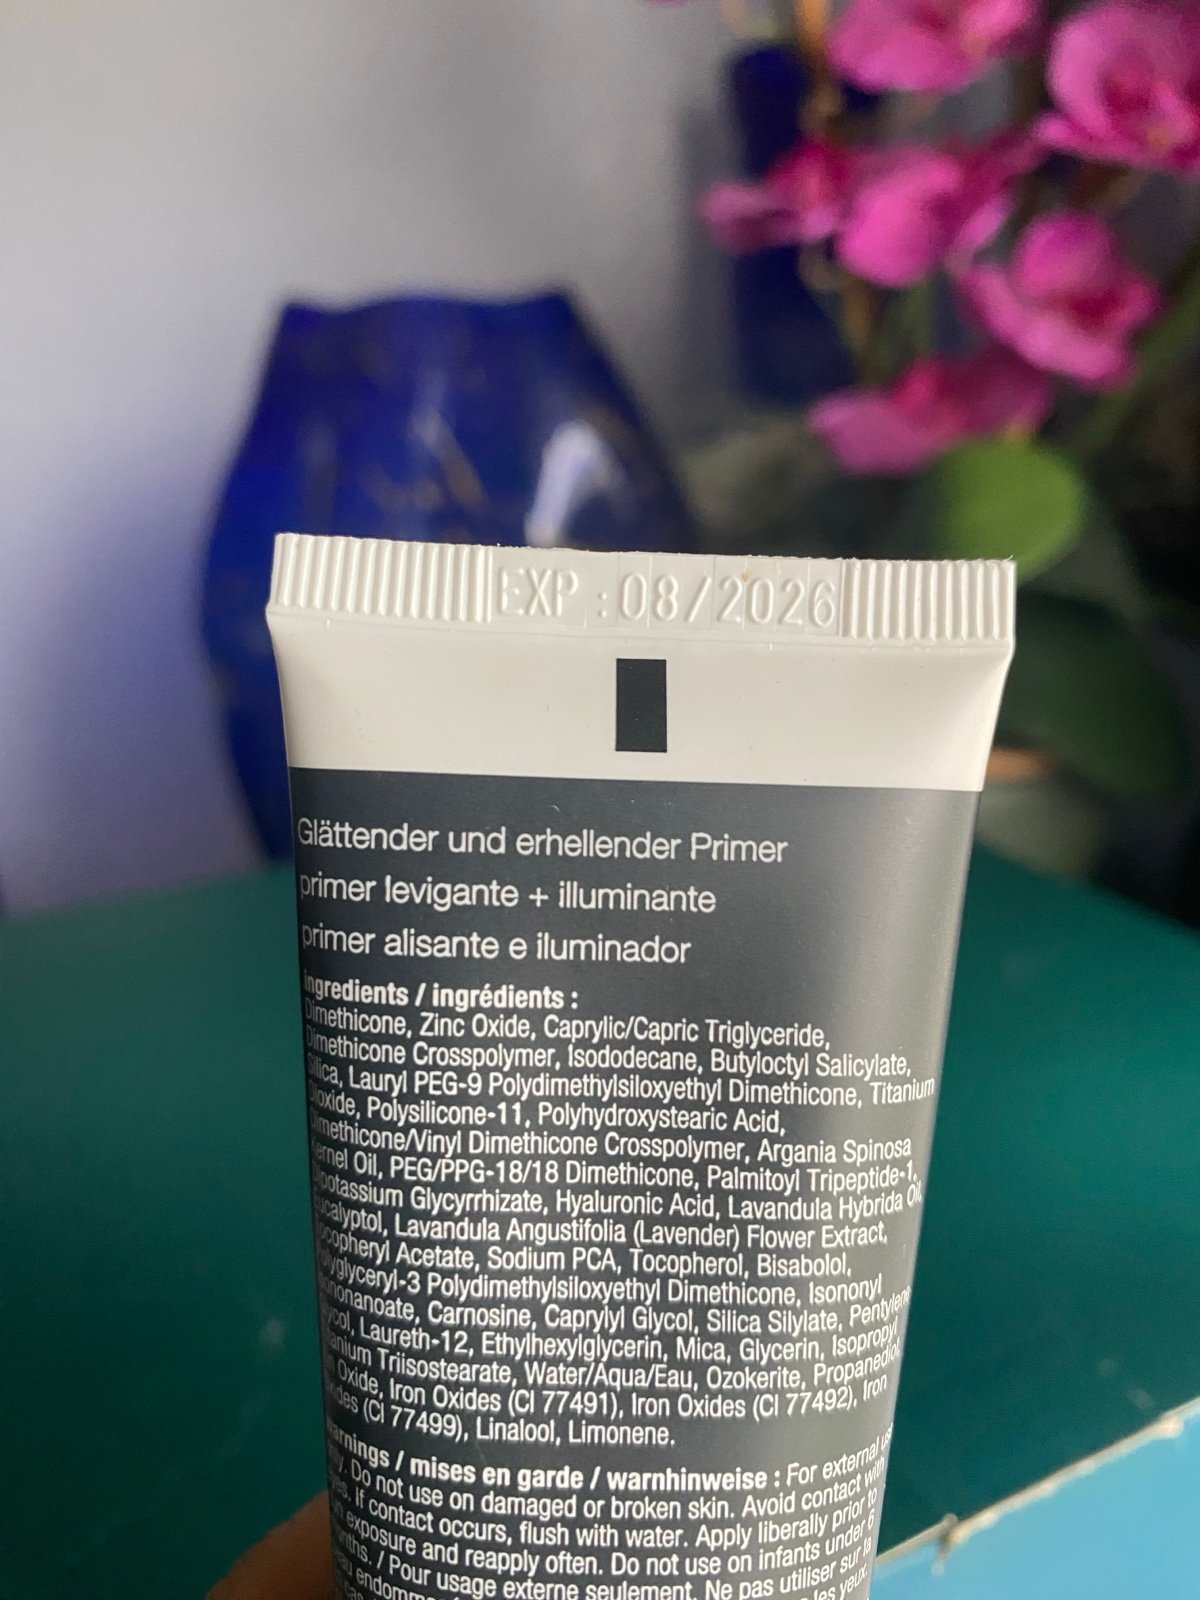 EXP :08/2026
Glättender und erhellender Primer
primer levigante + illuminante
primer alisante e iluminador
ingredients / ingrédients :
Dimethicone, Zinc Oxide, Caprylic/Capric Triglyceride,
Dimethicone Crosspolymer, Isododecane, Butyloctyl Salicylate,
Silica, Lauryl PEG-9 Polydimethylsiloxyethyl Dimethicone, Titanium
Dioxide, Polysilicone-11, Polyhydroxystearic Acid,
Dimethicone/Vinyl Dimethicone Crosspolymer, Argania Spinosa
Kernel Oil, PEG/PPG-18/18 Dimethicone, Palmitoyl Tripeptide-1,
Dipotassium Glycyrrhizate, Hyaluronic Acid, Lavandula Hybrida Oil,
Eucalyptol, Lavandula Angustifolia (Lavender) Flower Extract,
Tocopheryl Acetate, Sodium PCA, Tocopherol, Bisabolol,
Polyglyceryl-3 Polydimethylsiloxyethyl Dimethicone, Isononyl
Isononanoate, Carnosine, Caprylyl Glycol, Silica Silylate, Pentylene
Glycol, Laureth-12, Ethylhexylglycerin, Mica, Glycerin, Isopropyl
Titanium Triisostearate, Water/Aqua/Eau, Ozokerite, Propanediol,
Oxide, Iron Oxides (CI 77491), Iron Oxides (CI 77492), Iron
Oxides (CI 77499), Linalool, Limonene.
warnings / mises en garde / warnhinweise : For external use
only. Do not use on damaged or broken skin. Avoid contact with
eyes. If contact occurs, flush with water. Apply liberally prior to
sun exposure and reapply often. Do not use on infants under 6
months. / Pour usage externe seulement. Ne pas utiliser sur la
les yeux.